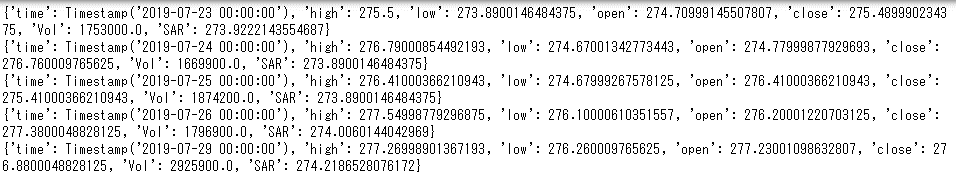 {'time': Timestamp('2019-07-23 00:00:00'), 'high': 275.5, 'low': 273.8900146484375, 'open': 274.70999145507807, 'close': 275.4899902343
75, 'Vol': 1753000.0, 'SAR': 273.9222143554687}
{'time': Timestamp('2019-07-24 00:00:00'), 'high': 276.79000854492193, 'low': 274.67001342773443, 'open': 274.77999877929693, 'close':
276.760009765625, 'Vol': 1669900.0, 'SAR': 273.8900146484375}
{'time': Timestamp('2019-07-25 00:00:00'), 'high': 276.41000366210943, 'low': 274.67999267578125, 'open': 276.41000366210943, 'close':
275.41000366210943, 'Vol': 1874200.0, 'SAR': 273.8900146484375}
{'time': Timestamp('2019-07-26 00:00:00'), 'high': 277.54998779296875, 'low': 276.10000610351557, 'open': 276.20001220703125, 'close':
277.3800048828125, 'Vol': 1796900.0, 'SAR': 274.0060144042969}
{'time': Timestamp('2019-07-29 00:00:00'), 'high': 277.26998901367193, 'low': 276.260009765625, 'open': 277.23001098632807, 'close': 27
6.8800048828125, 'Vol': 2925900.0, 'SAR': 274.2186528076172}